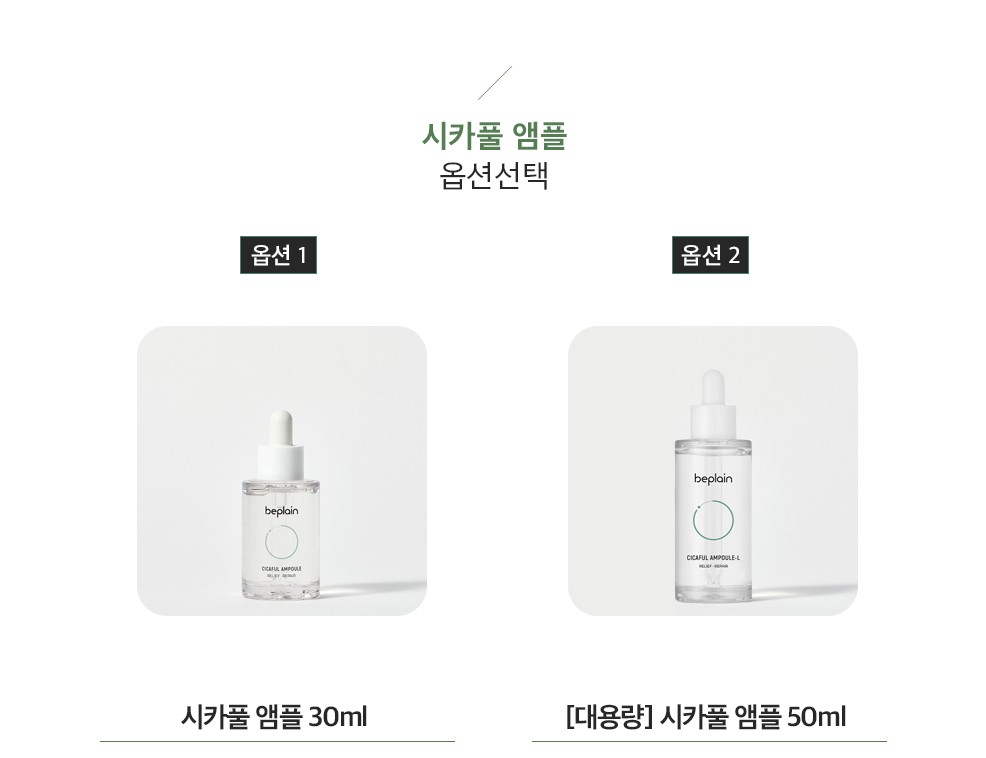 시카풀 앰플
옵션선택
옵션 1
옵션 2
beplain
CICAFUL AMPOULE
RELIEF · REPAIR
beplain
CICAFUL AMPOULE-L
RELIEF · REPAIR
시카풀 앰플 30ml
[대용량] 시카풀 앰플 50ml